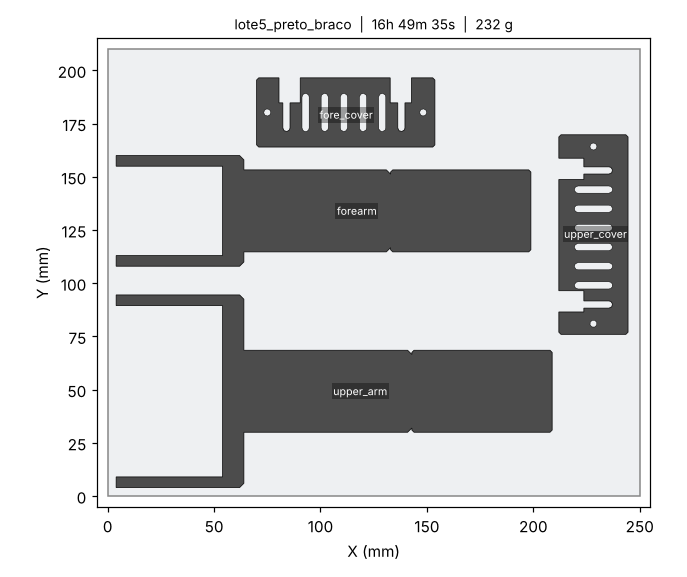 lote5_preto_braco | 16h 49m 35s | 232 g
fore_cover
forearm
upper_cover
upper_arm
Y (mm)
200
175
150
125
100
75
50
25
0
0 50 100 150 200 250
X (mm)